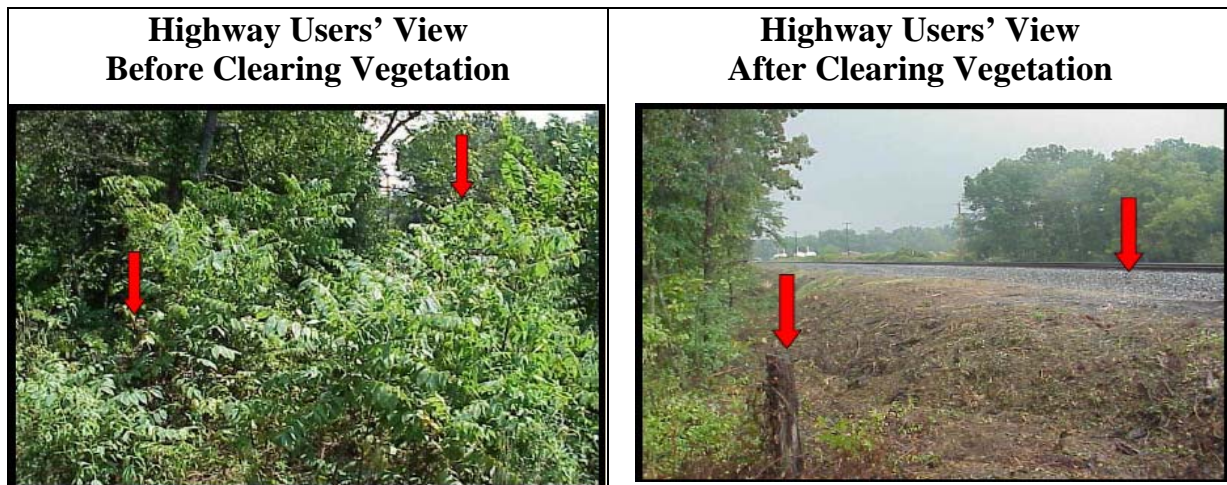 Highway Users’ View
Before Clearing Vegetation
Highway Users’ View
After Clearing Vegetation